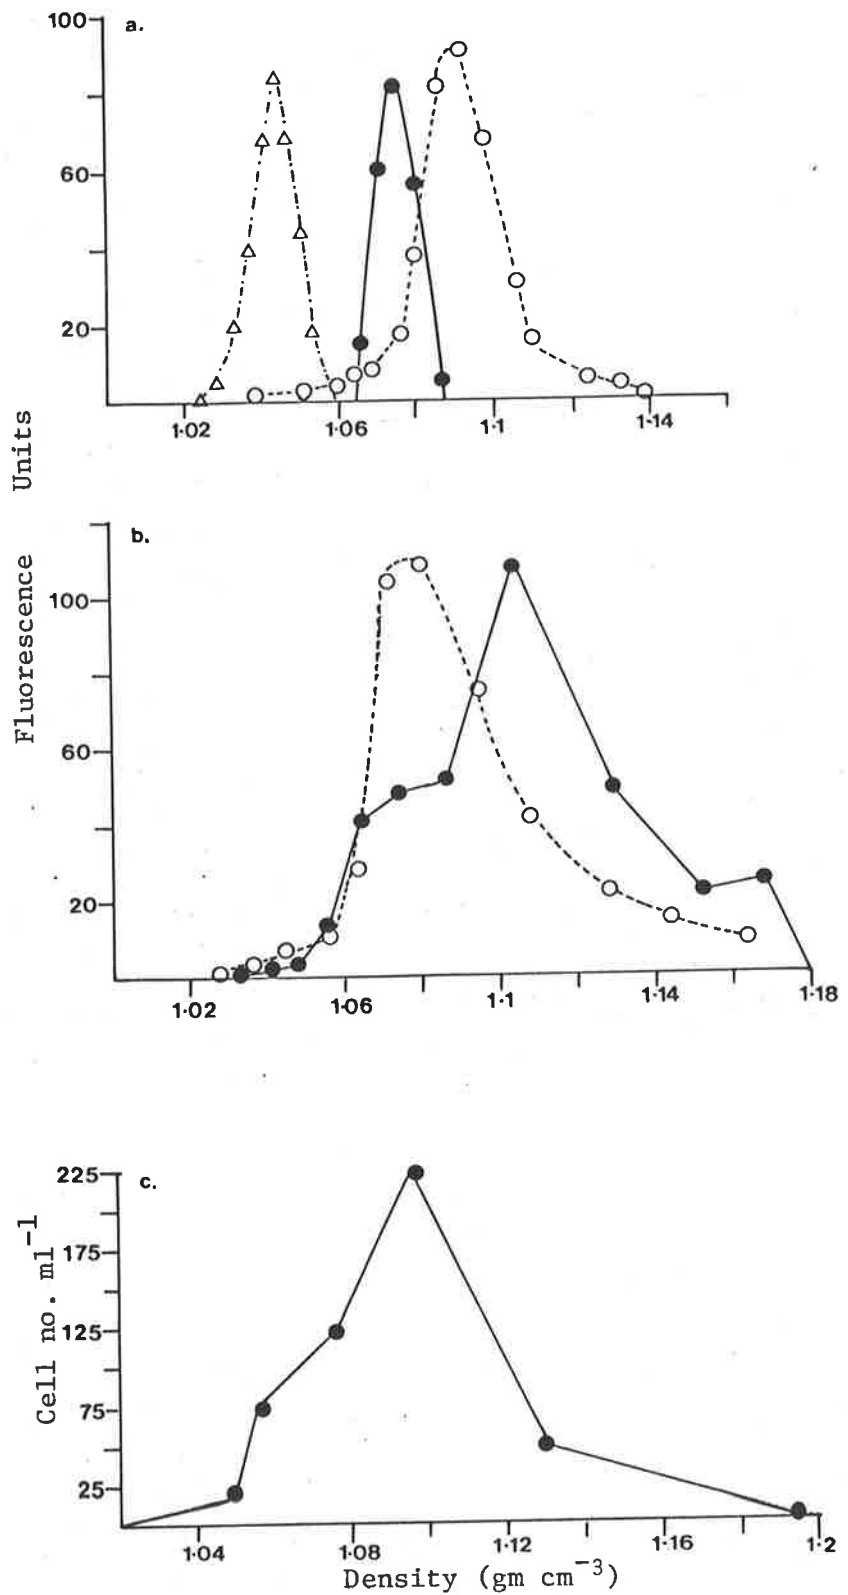 a.
100
60
20
1·02 1·06 1·1 1·14
Fluorescence Units
b.
100
60
20
1·02 1·06 1·1 1·14 1·18
c.
225
175
125
75
25
Cell no. ml⁻¹
1·04 1·08 1·12 1·16 1·2
Density (gm cm⁻³)